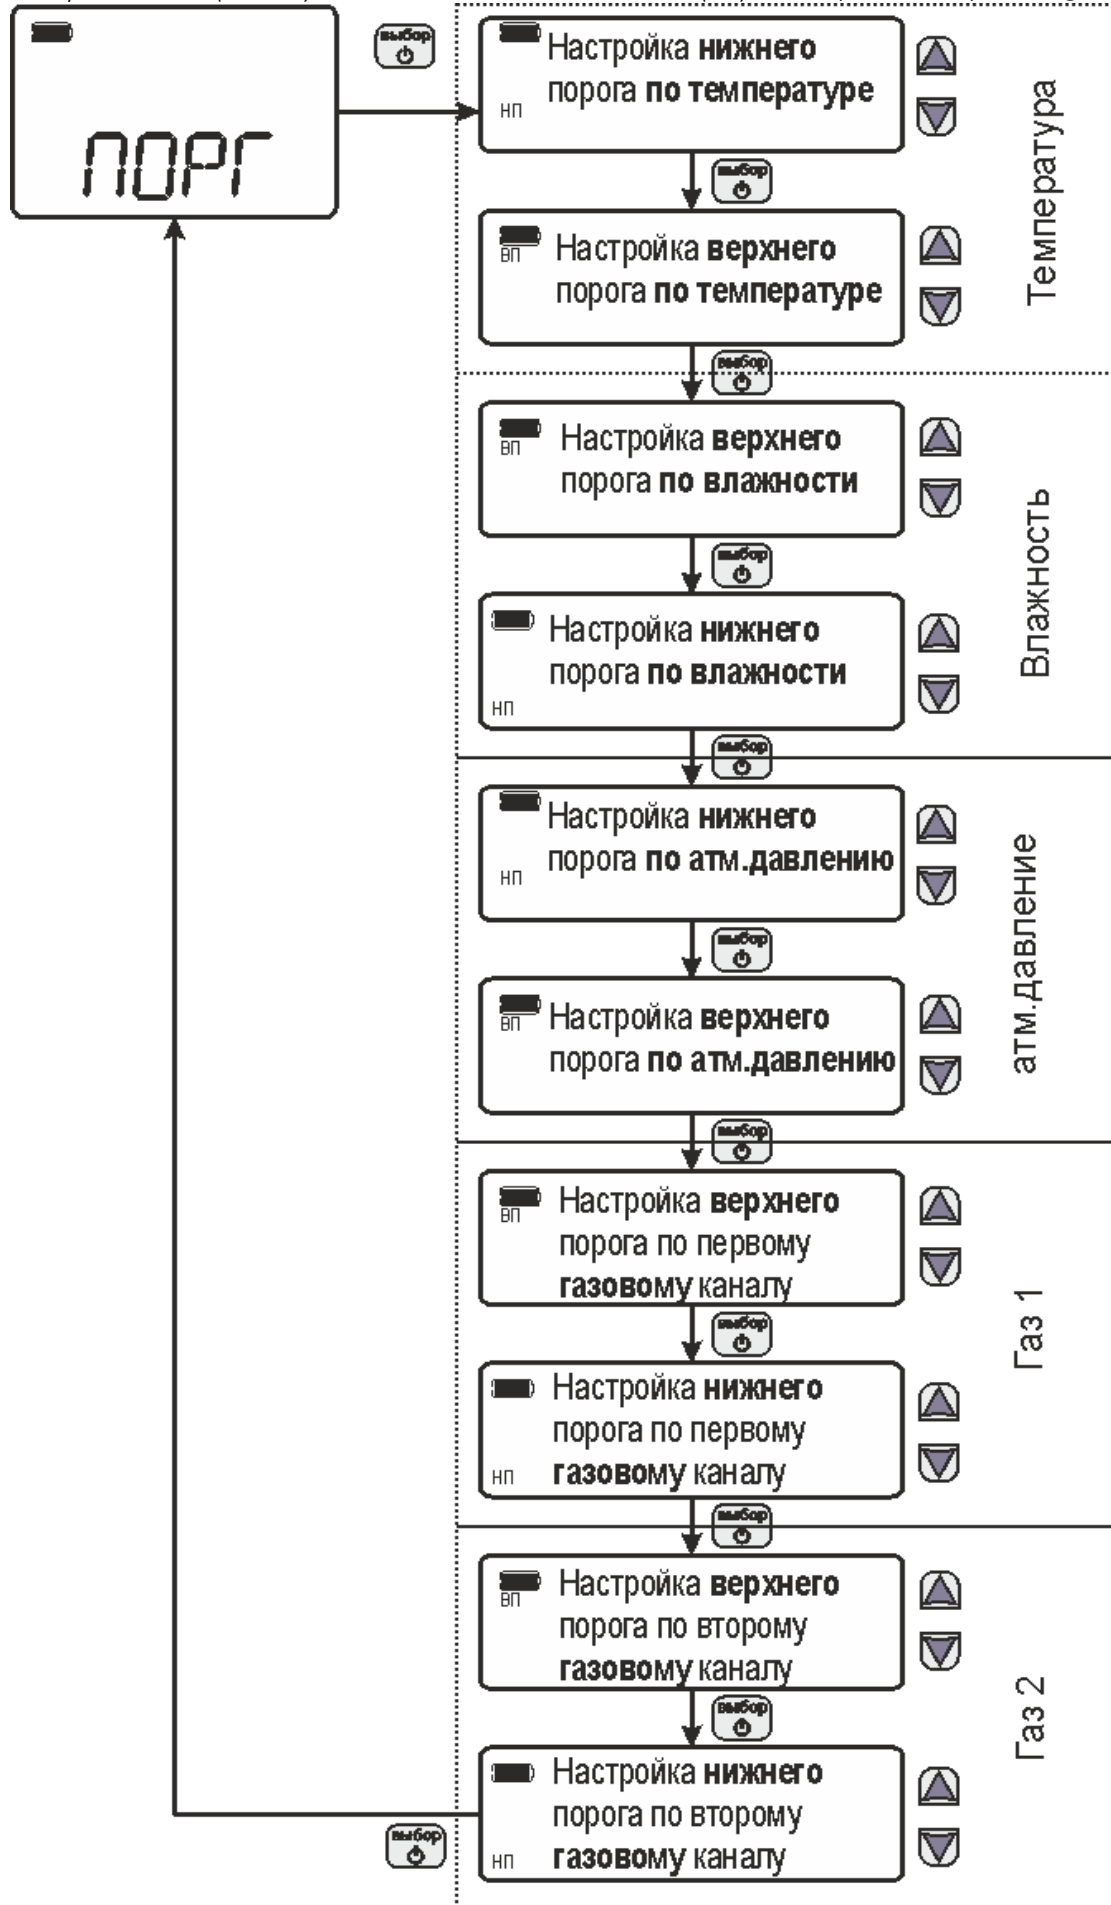 ПОРГ
выбор
Настройка нижнего
порога по температуре
НП
выбор
ВП
Настройка верхнего
порога по температуре
Температура
выбор
ВП
Настройка верхнего
порога по влажности
выбор
Настройка нижнего
порога по влажности
НП
Влажность
выбор
Настройка нижнего
порога по атм.давлению
НП
выбор
ВП
Настройка верхнего
порога по атм.давлению
атм.давление
выбор
ВП
Настройка верхнего
порога по первому
газовому каналу
выбор
Настройка нижнего
порога по первому
газовому каналу
НП
Газ 1
выбор
ВП
Настройка верхнего
порога по второму
газовому каналу
выбор
Настройка нижнего
порога по второму
газовому каналу
НП
Газ 2
выбор